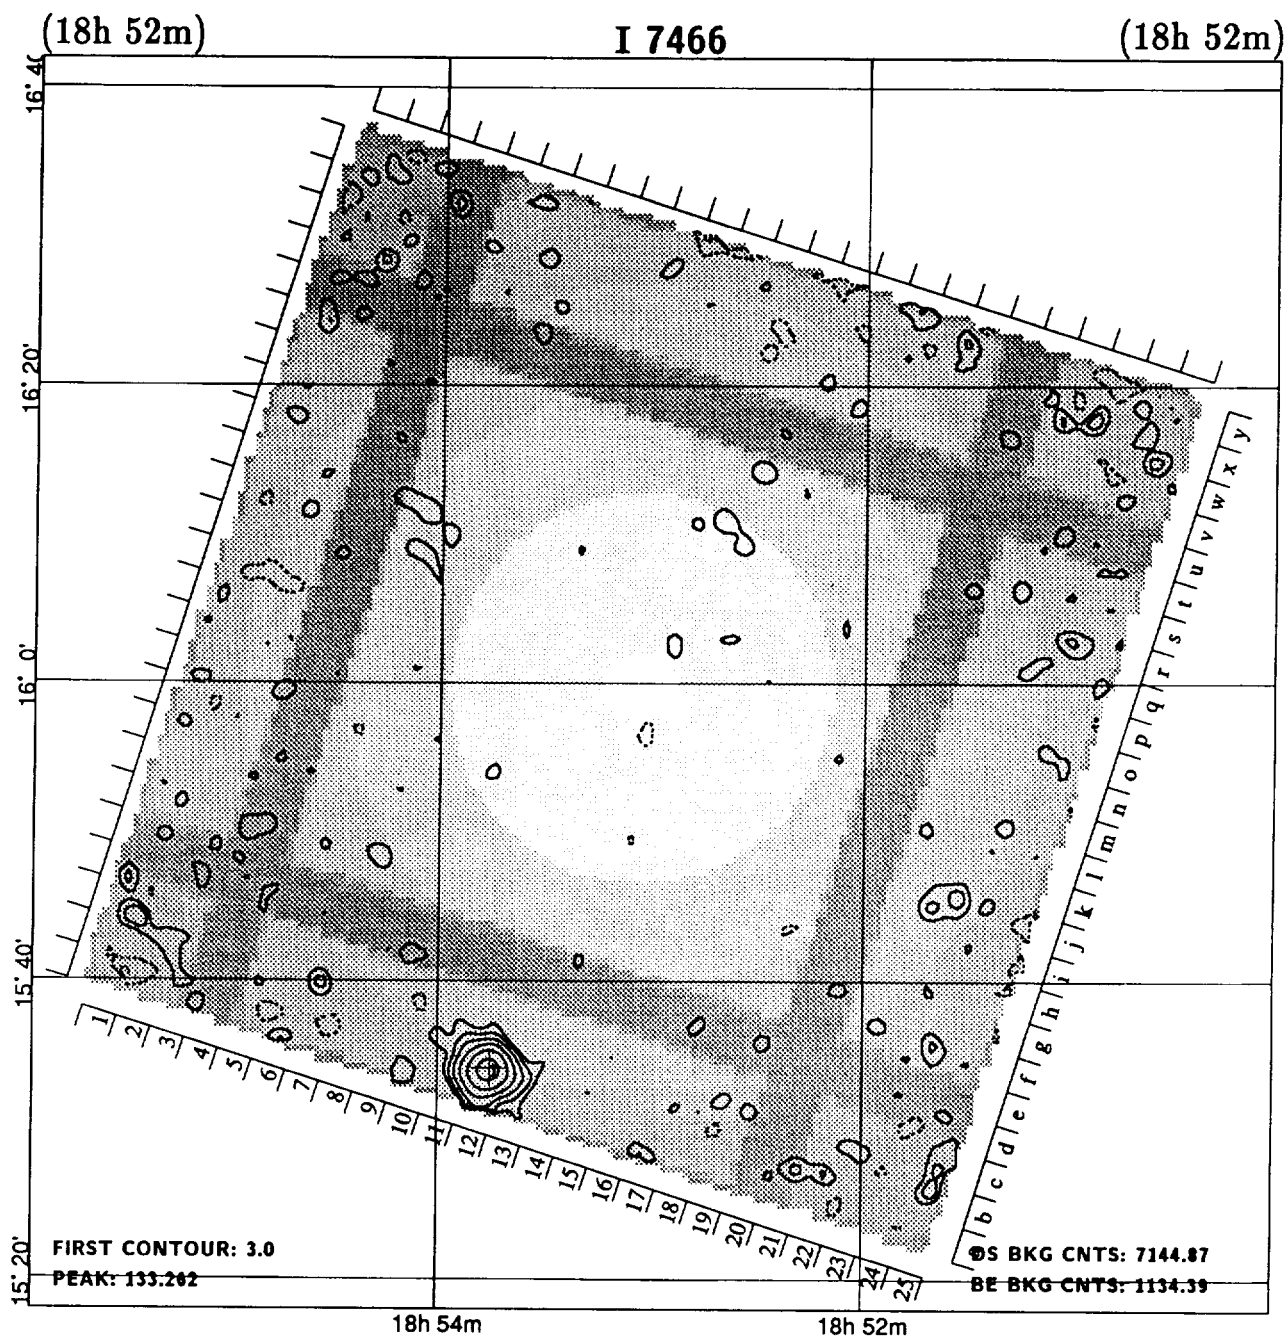 (18h 52m) I 7466 (18h 52m)
16° 40
16° 20'
16° 0'
15° 40'
15° 20'
y
x
w
v
u
t
s
r
q
p
o
n
m
l
k
j
i
h
g
f
e
d
c
b
1 2 3 4 5 6 7 8 9 10 11 12 13 14 15 16 17 18 19 20 21 22 23 24 25
FIRST CONTOUR: 3.0
PEAK: 133.262
DS BKG CNTS: 7144.87
BE BKG CNTS: 1134.39
18h 54m 18h 52m